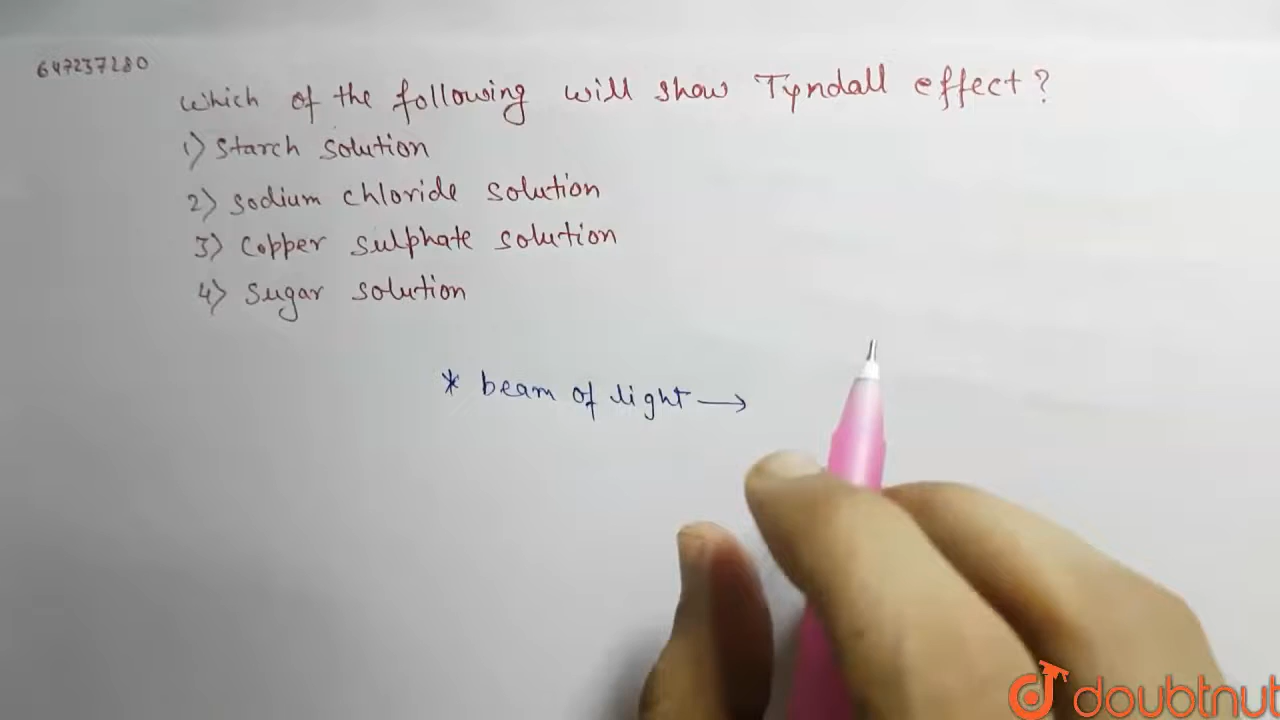 647237280
Which of the following will show Tyndall effect?
1) Starch solution
2) Sodium chloride solution
3) Copper sulphate solution
4) Sugar solution
* beam of light →
doubtnut